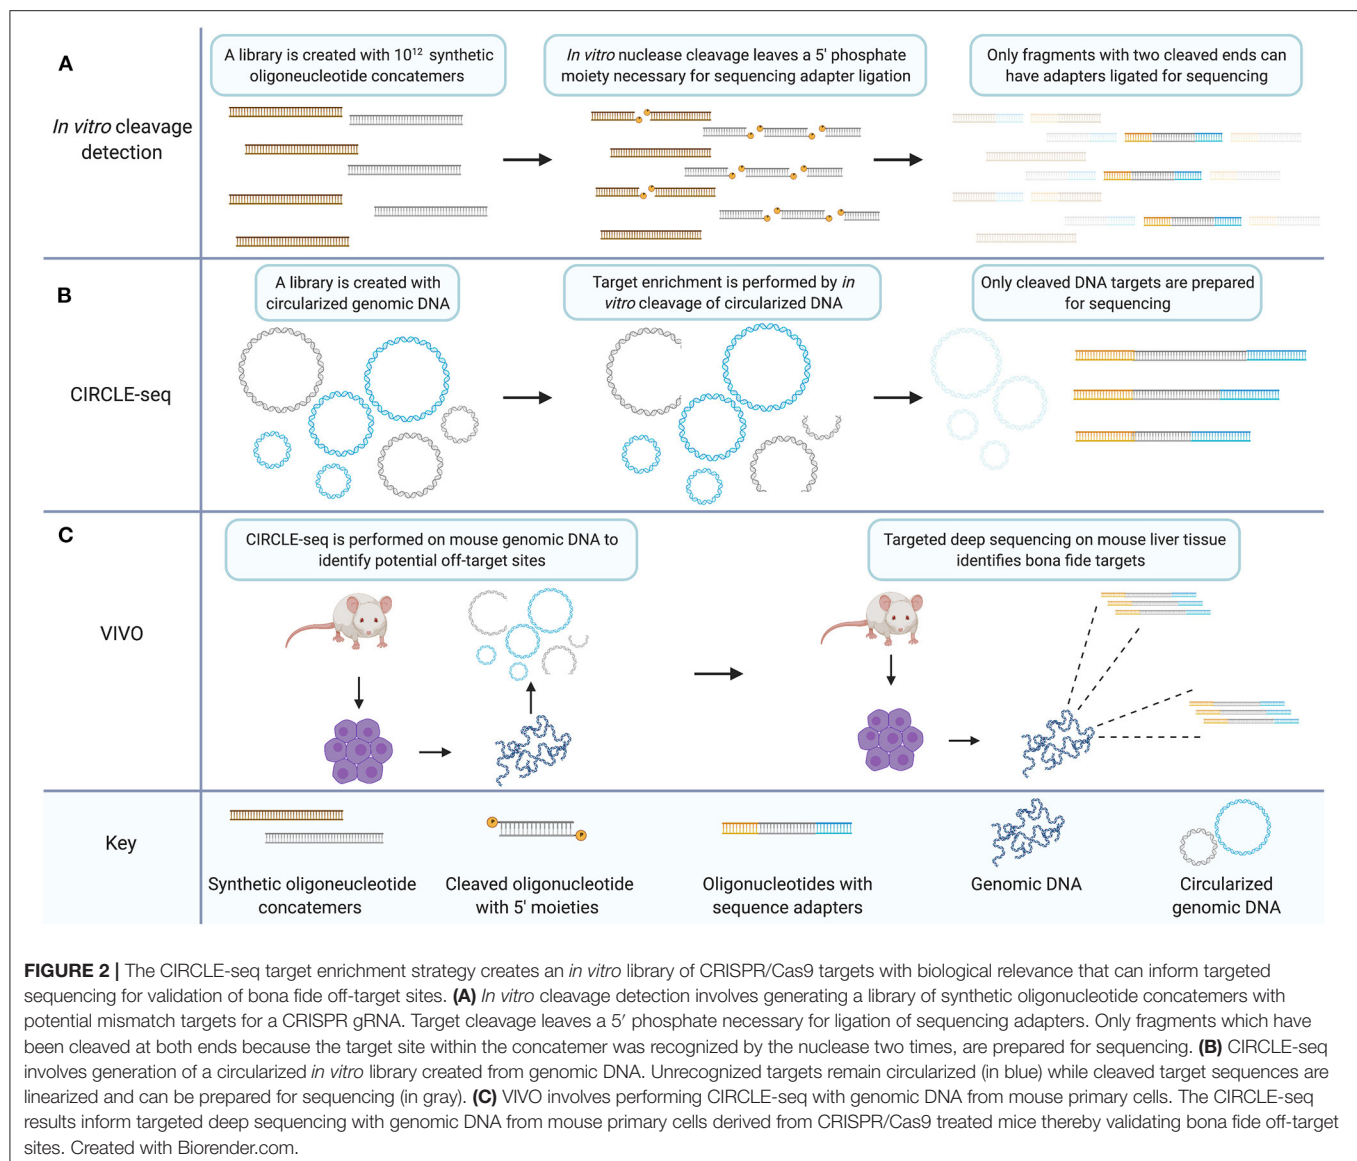 A
In vitro cleavage
detection
A library is created with 10¹² synthetic
oligoneucleotide concatemers
In vitro nuclease cleavage leaves a 5' phosphate
moiety necessary for sequencing adapter ligation
Only fragments with two cleaved ends can
have adapters ligated for sequencing
B
CIRCLE-seq
A library is created with
circularized genomic DNA
Target enrichment is performed by in
vitro cleavage of circularized DNA
Only cleaved DNA targets are prepared
for sequencing
C
VIVO
CIRCLE-seq is performed on mouse genomic DNA to
identify potential off-target sites
Targeted deep sequencing on mouse liver tissue
identifies bona fide targets
Key
P
P
Synthetic oligoneucleotide
concatemers
Cleaved oligonucleotide
with 5' moieties
Oligonucleotides with
sequence adapters
Genomic DNA
Circularized
genomic DNA
FIGURE 2 | The CIRCLE-seq target enrichment strategy creates an in vitro library of CRISPR/Cas9 targets with biological relevance that can inform targeted
sequencing for validation of bona fide off-target sites. (A) In vitro cleavage detection involves generating a library of synthetic oligonucleotide concatemers with
potential mismatch targets for a CRISPR gRNA. Target cleavage leaves a 5′ phosphate necessary for ligation of sequencing adapters. Only fragments which have
been cleaved at both ends because the target site within the concatemer was recognized by the nuclease two times, are prepared for sequencing. (B) CIRCLE-seq
involves generation of a circularized in vitro library created from genomic DNA. Unrecognized targets remain circularized (in blue) while cleaved target sequences are
linearized and can be prepared for sequencing (in gray). (C) VIVO involves performing CIRCLE-seq with genomic DNA from mouse primary cells. The CIRCLE-seq
results inform targeted deep sequencing with genomic DNA from mouse primary cells derived from CRISPR/Cas9 treated mice thereby validating bona fide off-target
sites. Created with Biorender.com.